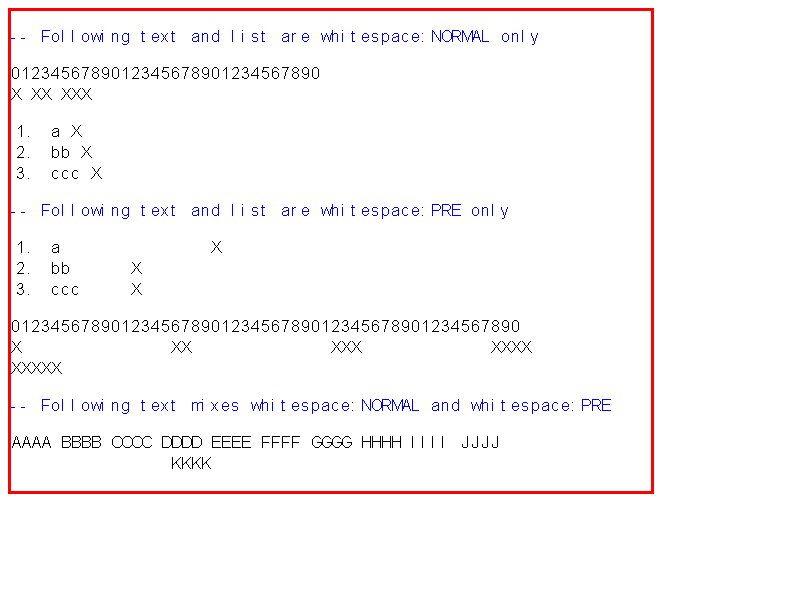 -- Following text and list are whitespace:NORMAL only
0123456789012345678901234567890
X XX XXX
1. a X
2. bb X
3. ccc X
-- Following text and list are whitespace:PRE only
1. a               X
2. bb      X
3. ccc     X
012345678901234567890123456789012345678901234567890
X               XX              XXX             XXXX
XXXXX
-- Following text mixes whitespace:NORMAL and whitespace:PRE
AAAA BBBB CCCC DDDD EEEE FFFF GGGG HHHH IIII JJJJ
                KKKK